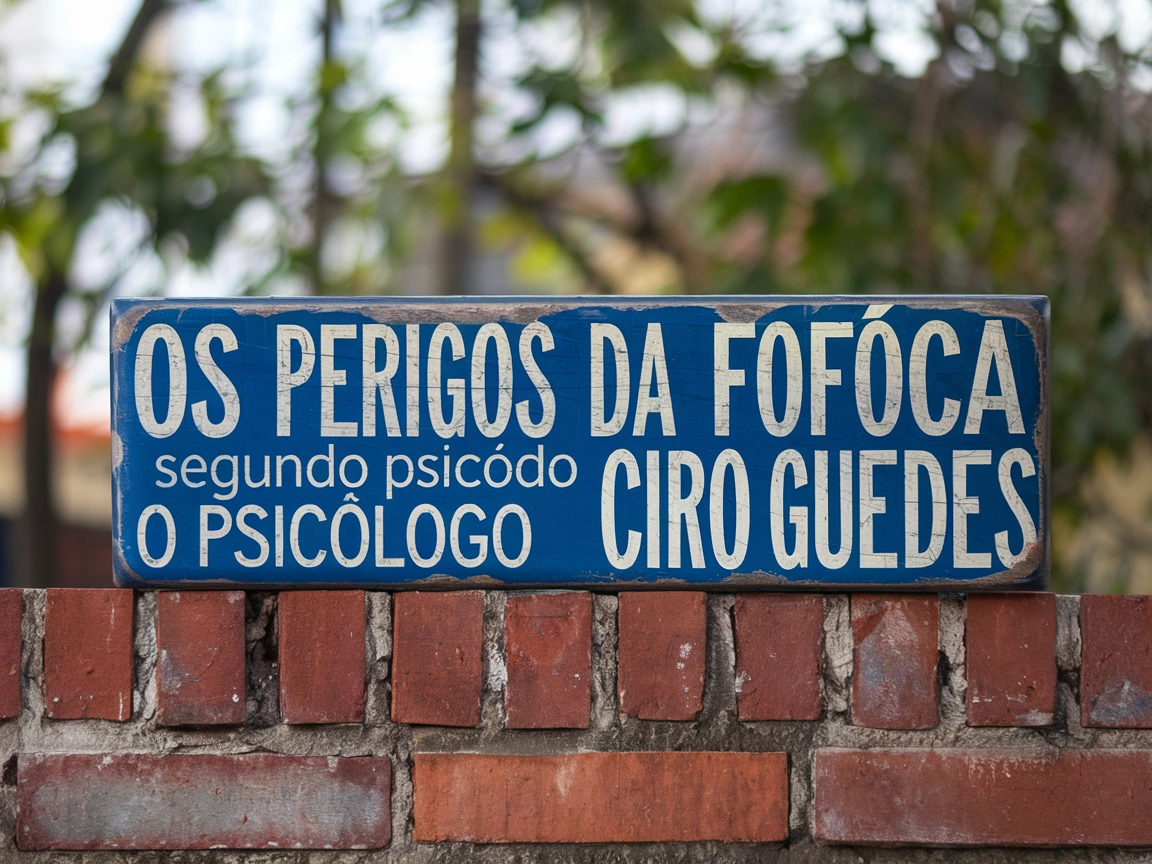 OS PERIGOS DA FOFÓCA
segundo psicódo
O PSICÔLOGO
CIRO GUEDES